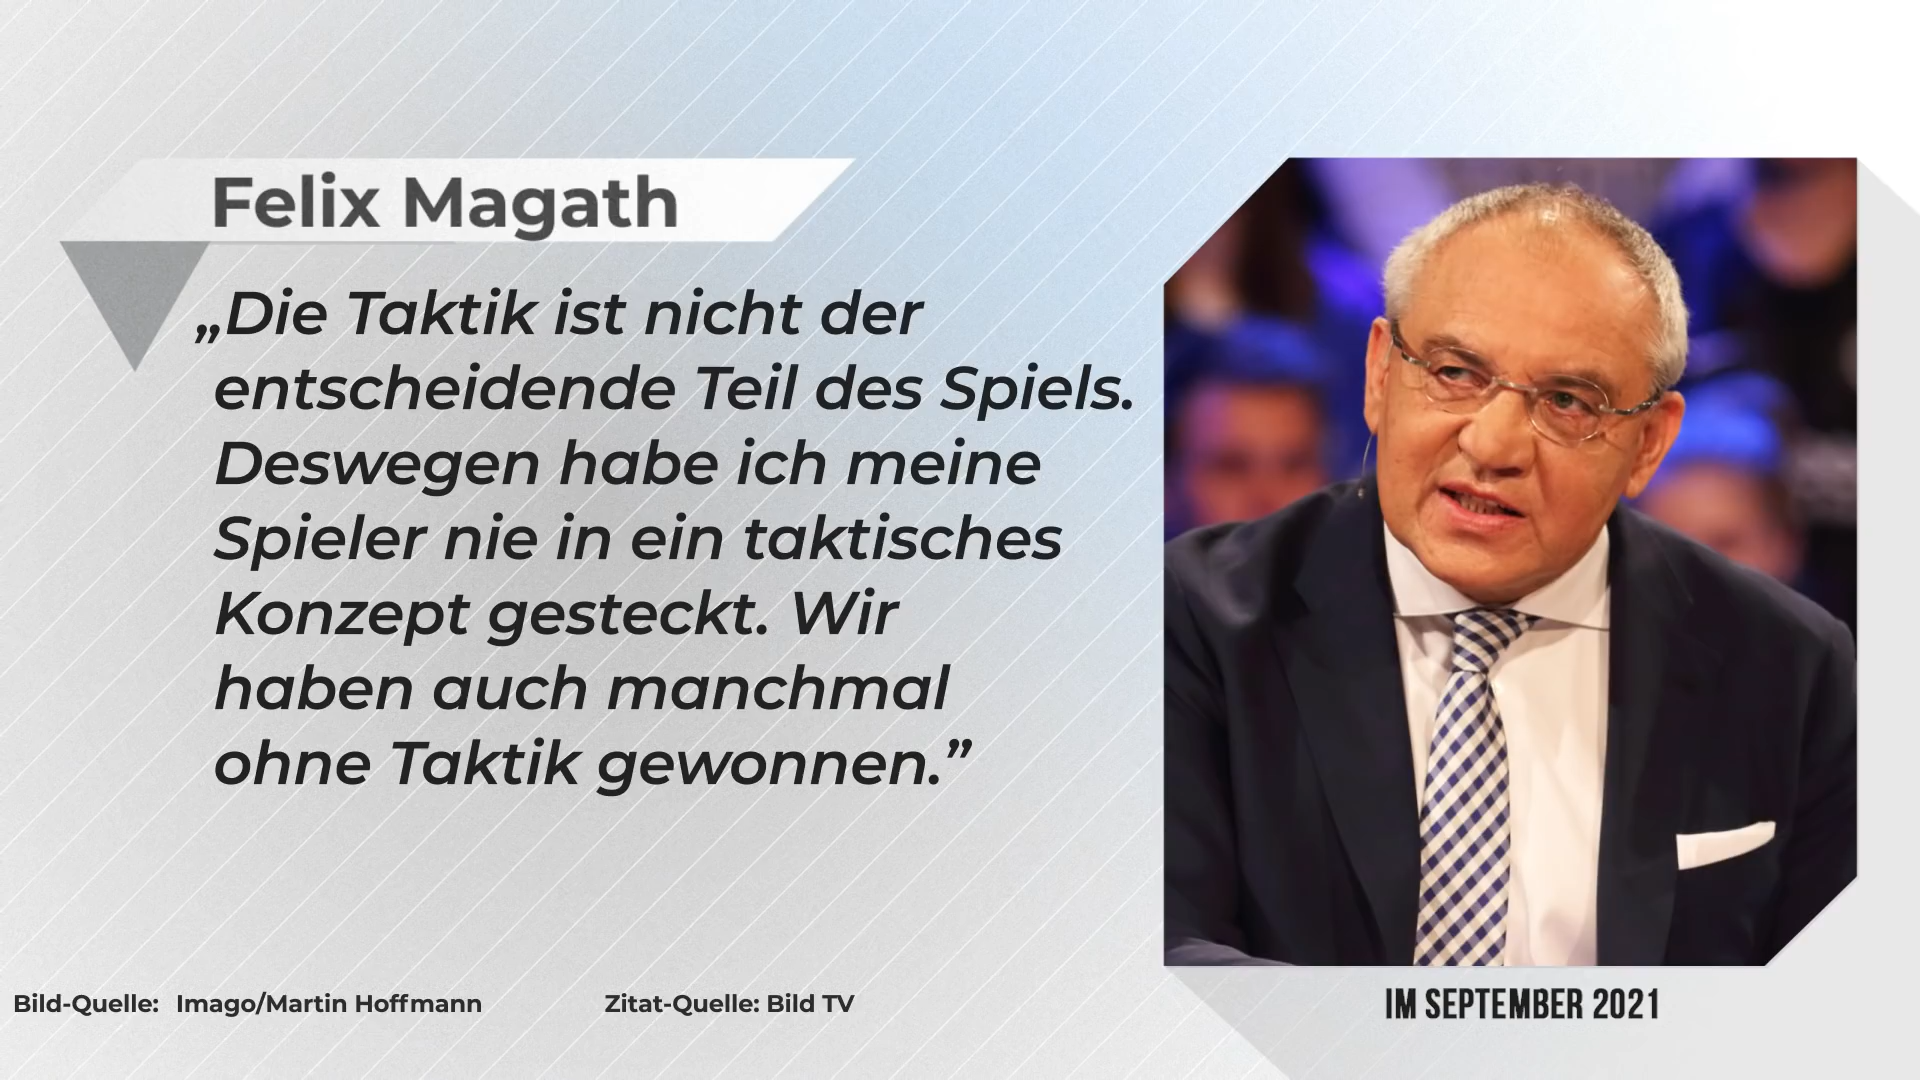 Felix Magath
„Die Taktik ist nicht der
entscheidende Teil des Spiels.
Deswegen habe ich meine
Spieler nie in ein taktisches
Konzept gesteckt. Wir
haben auch manchmal
ohne Taktik gewonnen.”
Bild-Quelle: Imago/Martin Hoffmann
Zitat-Quelle: Bild TV
IM SEPTEMBER 2021